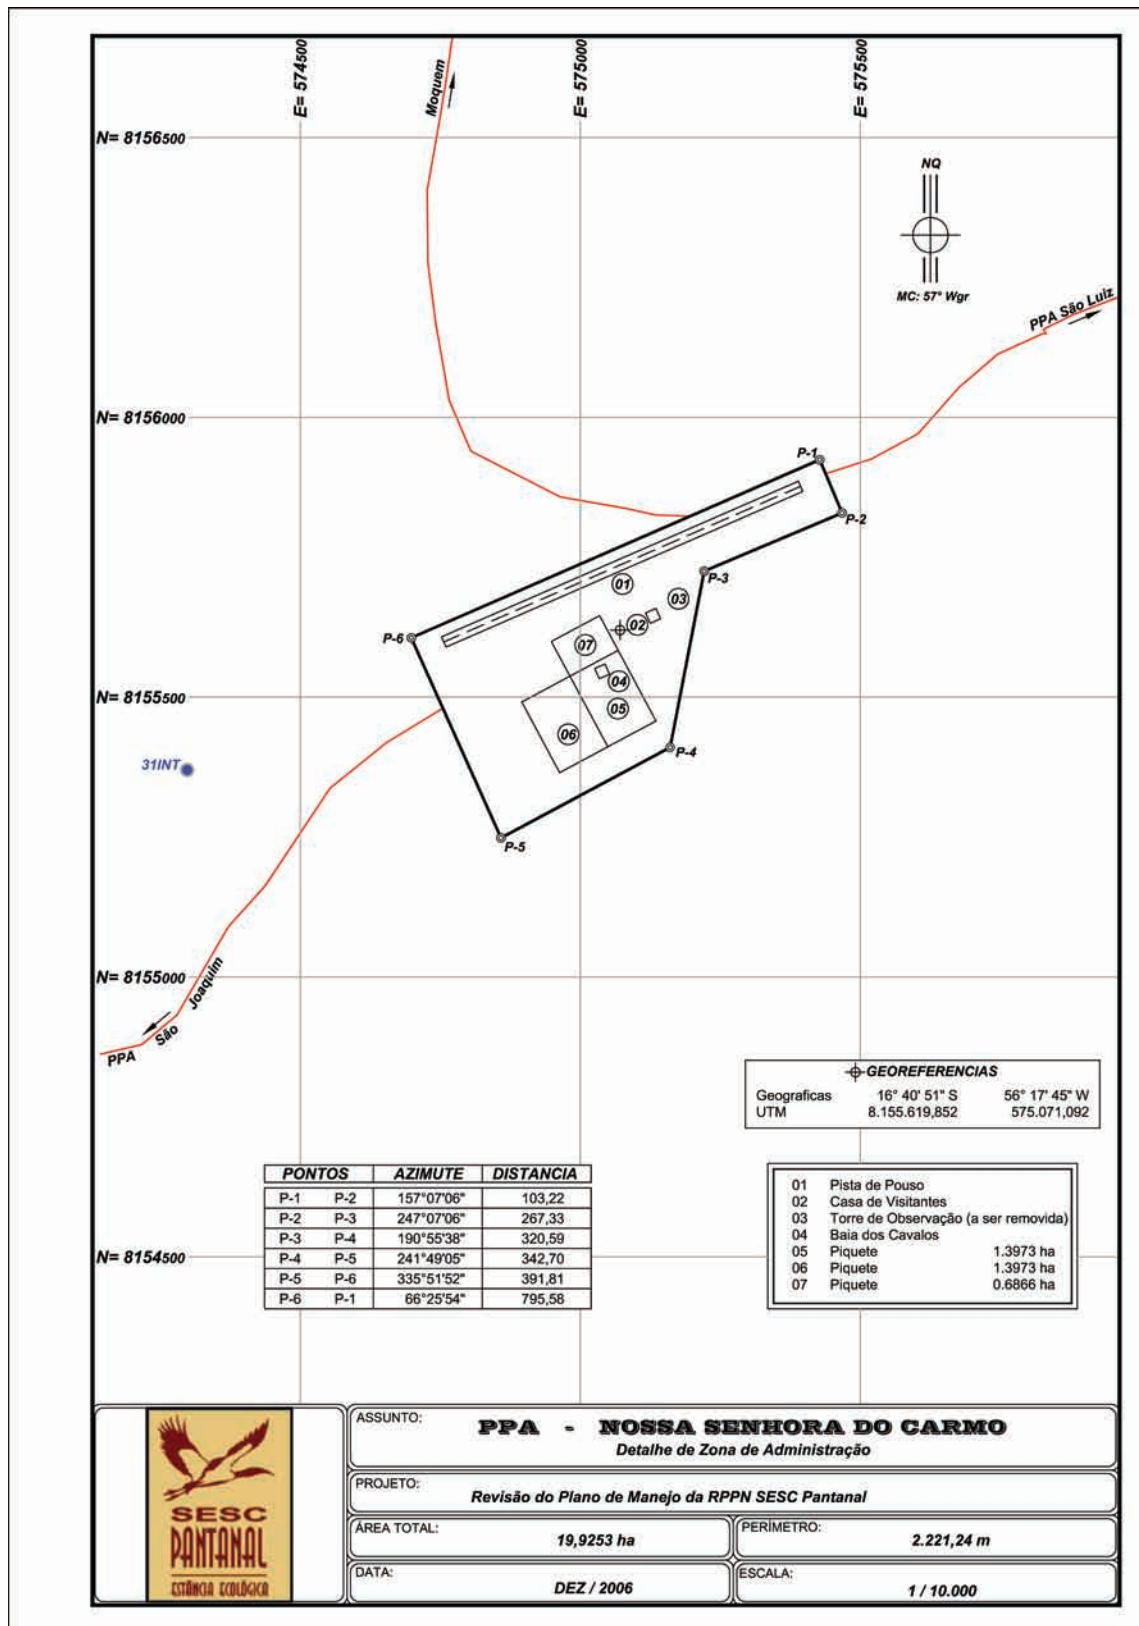 E= 574500
E= 575000
E= 575500
Moquem
N= 8156500
NQ
MC: 57° Wgr
PPA São Luiz
N= 8156000
P-1
P-2
P-3
01
03
02
P-6
07
04
N= 8155500
05
06
P-4
31INT
P-5
N= 8155000
PPA São Joaquim
GEOREFERENCIAS
Geograficas 16° 40' 51" S 56° 17' 45" W
UTM 8.155.619,852 575.071,092
PONTOS AZIMUTE DISTANCIA
P-1 P-2 157°07'06" 103,22
P-2 P-3 247°07'06" 267,33
P-3 P-4 190°55'38" 320,59
P-4 P-5 241°49'05" 342,70
P-5 P-6 335°51'52" 391,81
P-6 P-1 66°25'54" 795,58
N= 8154500
01 Pista de Pouso
02 Casa de Visitantes
03 Torre de Observação (a ser removida)
04 Baia dos Cavalos
05 Piquete 1.3973 ha
06 Piquete 1.3973 ha
07 Piquete 0.6866 ha
SESC
PANTANAL
ESTÂNCIA ECOLÓGICA
ASSUNTO: PPA - NOSSA SENHORA DO CARMO
Detalhe de Zona de Administração
PROJETO:
Revisão do Plano de Manejo da RPPN SESC Pantanal
ÁREA TOTAL: 19,9253 ha
PERÍMETRO: 2.221,24 m
DATA: DEZ / 2006
ESCALA: 1 / 10.000